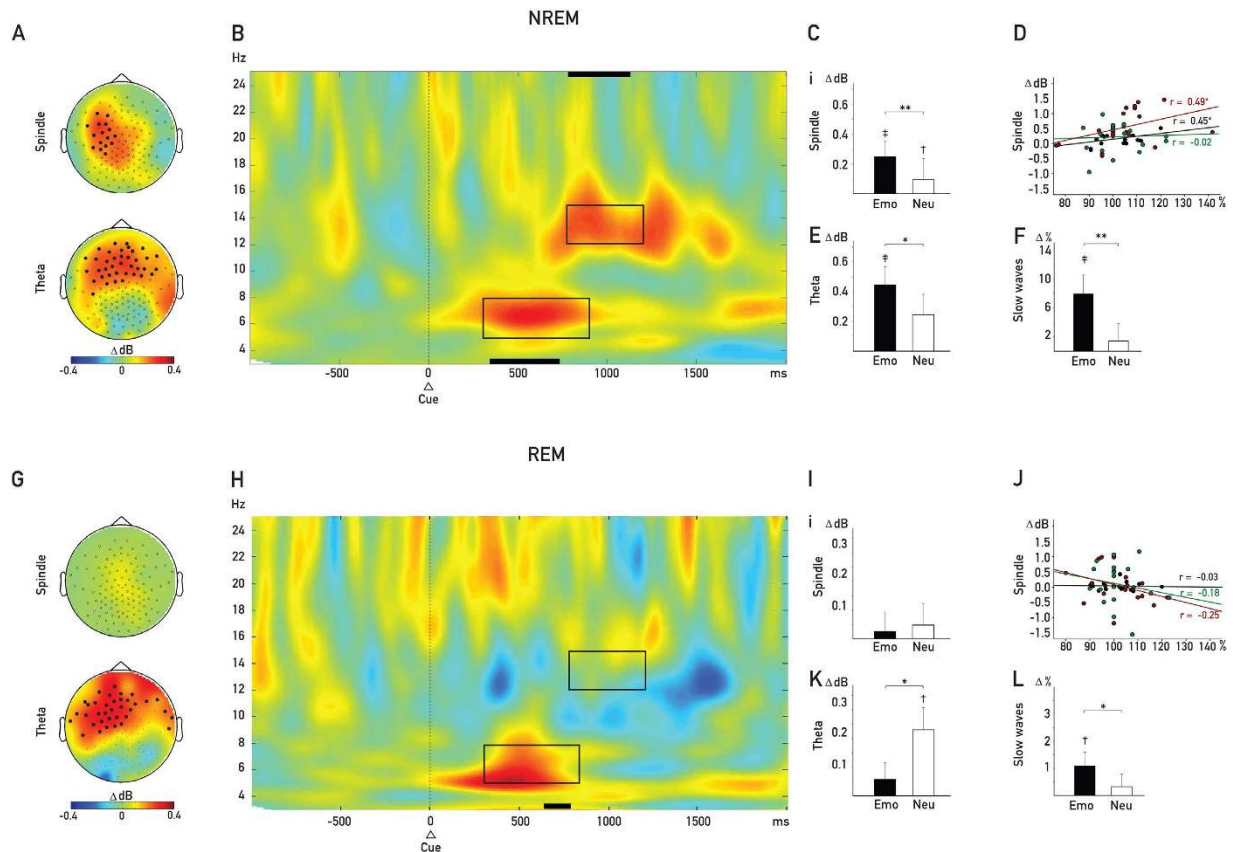 NREM
A
Spindle
Theta
Δ dB
-0.4 0 0.4
B
Hz
24
22
20
18
16
14
12
10
8
6
4
-500 0 500 1000 1500 ms
△
Cue
C
i
Δ dB
Spindle
0.6
0.4
0.2
**
‡
†
Emo Neu
D
Δ dB
Spindle
1.5
1.0
0.5
0.0
-0.5
-1.0
-1.5
r = 0.49*
r = 0.45*
r = -0.02
80 90 100 110 120 130 140 %
E
Δ dB
Theta
0.6
0.4
0.2
*
‡
Emo Neu
F
Δ %
Slow waves
14
10
6
2
**
‡
Emo Neu
REM
G
Spindle
Theta
Δ dB
-0.4 0 0.4
H
Hz
24
22
20
18
16
14
12
10
8
6
4
-500 0 500 1000 1500 ms
△
Cue
I
i
Δ dB
Spindle
0.3
0.2
0.1
Emo Neu
J
Δ dB
Spindle
1.5
1.0
0.5
0.0
-0.5
-1.0
-1.5
r = -0.03
r = -0.18
r = -0.25
80 90 100 110 120 130 140 %
K
Δ dB
Theta
0.3
0.2
0.1
*
†
Emo Neu
L
Δ %
Slow waves
3
2
1
*
†
Emo Neu